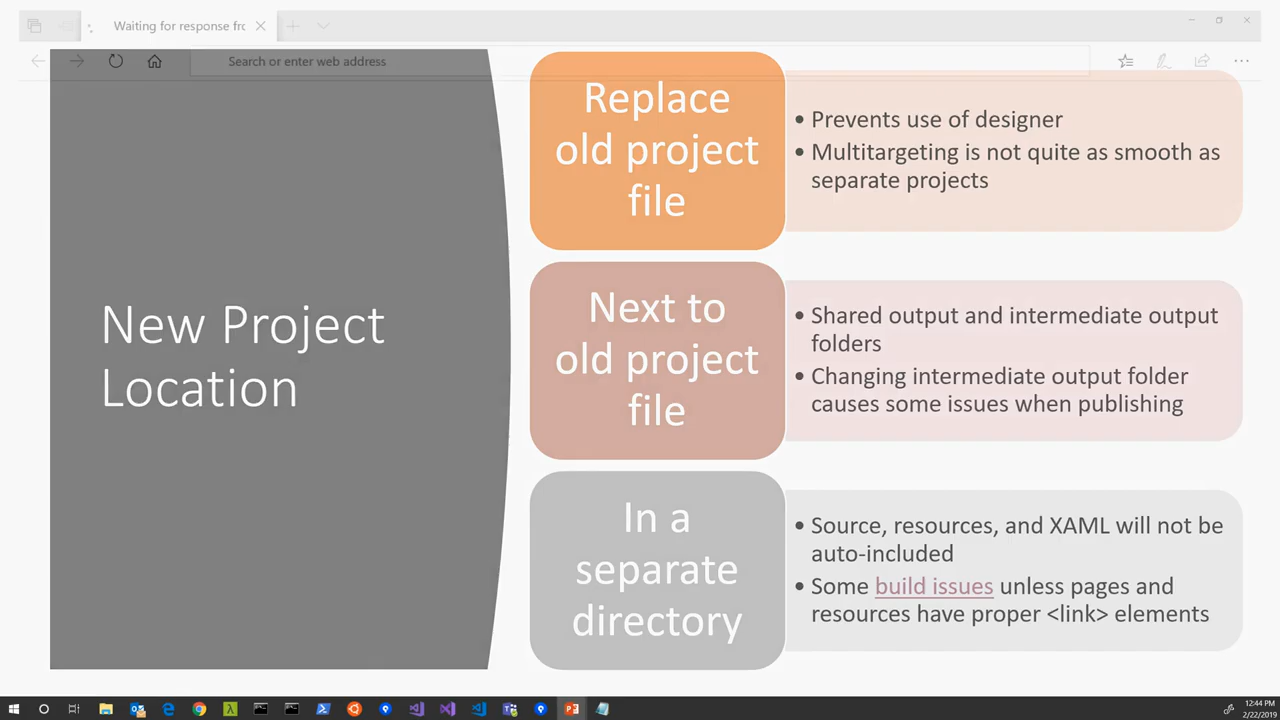 Waiting for response frc
Search or enter web address
New Project
Location
Replace
old project
file
• Prevents use of designer
• Multitargeting is not quite as smooth as
separate projects
Next to
old project
file
• Shared output and intermediate output
folders
• Changing intermediate output folder
causes some issues when publishing
In a
separate
directory
• Source, resources, and XAML will not be
auto-included
• Some build issues unless pages and
resources have proper <link> elements
12:44 PM
2/22/2019